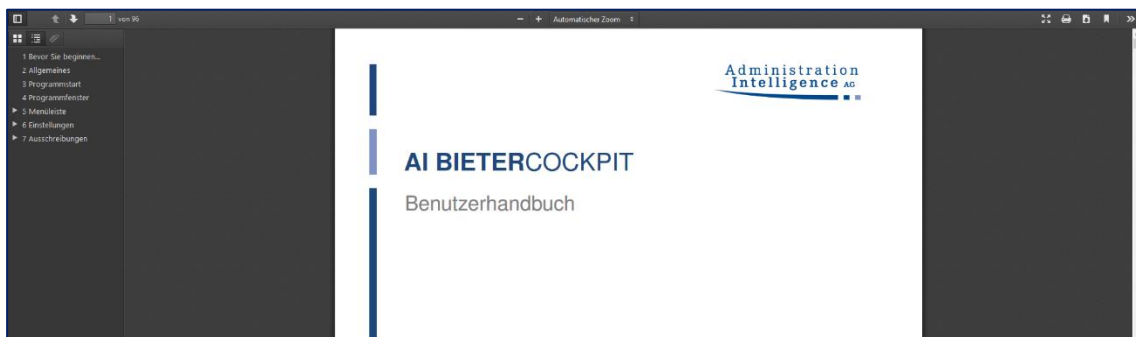 1 von 96
Automatischer Zoom
1 Bevor Sie beginnen...
2 Allgemeines
3 Programmstart
4 Programmfenster
5 Menüleiste
6 Einstellungen
7 Ausschreibungen
Administration
Intelligence AG
AI BIETERCOCKPIT
Benutzerhandbuch